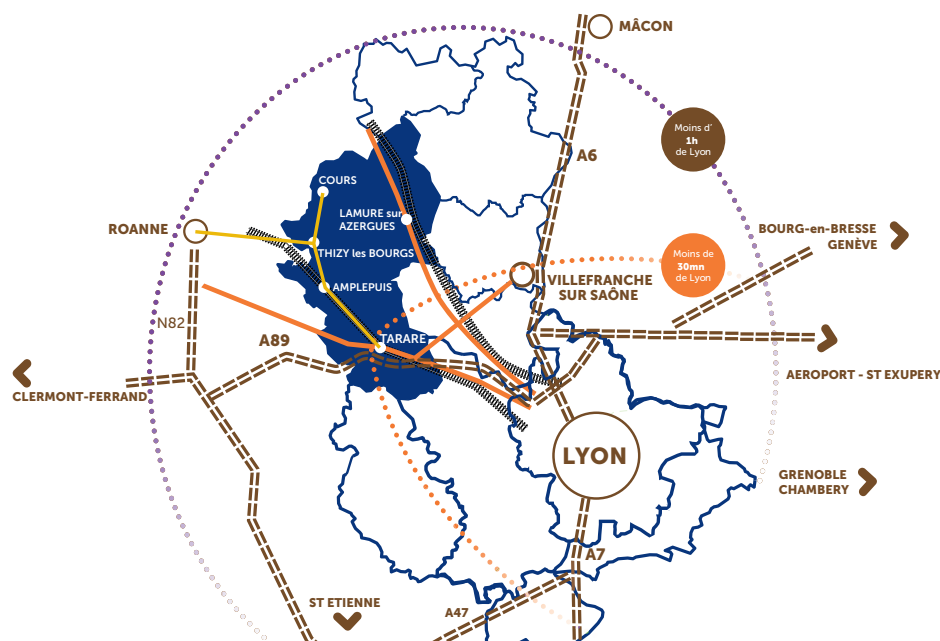 MÂCON
Moins d'
1h
de Lyon
A6
COURS
LAMURE sur
AZERGUES
ROANNE
BOURG-en-BRESSE
GENÈVE
THIZY les BOURGS
Moins de
30mn
de Lyon
VILLEFRANCHE
SUR SAÔNE
AMPLEPUIS
N82
A89
TARARE
AEROPORT - ST EXUPERY
CLERMONT-FERRAND
LYON
GRENOBLE
CHAMBERY
A7
ST ETIENNE
A47